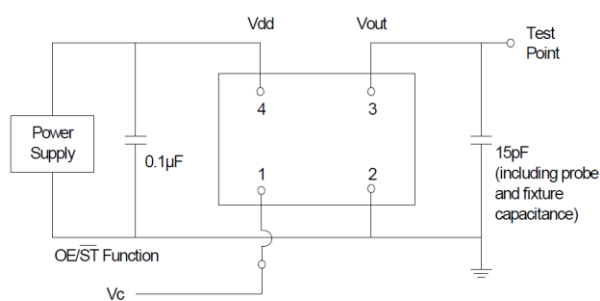 Vdd
Vout
Test
Point
4
3
Power
Supply
0.1µF
1
2
15pF
(including probe
and fixture
capacitance)
OE/S̅T̅ Function
Vc